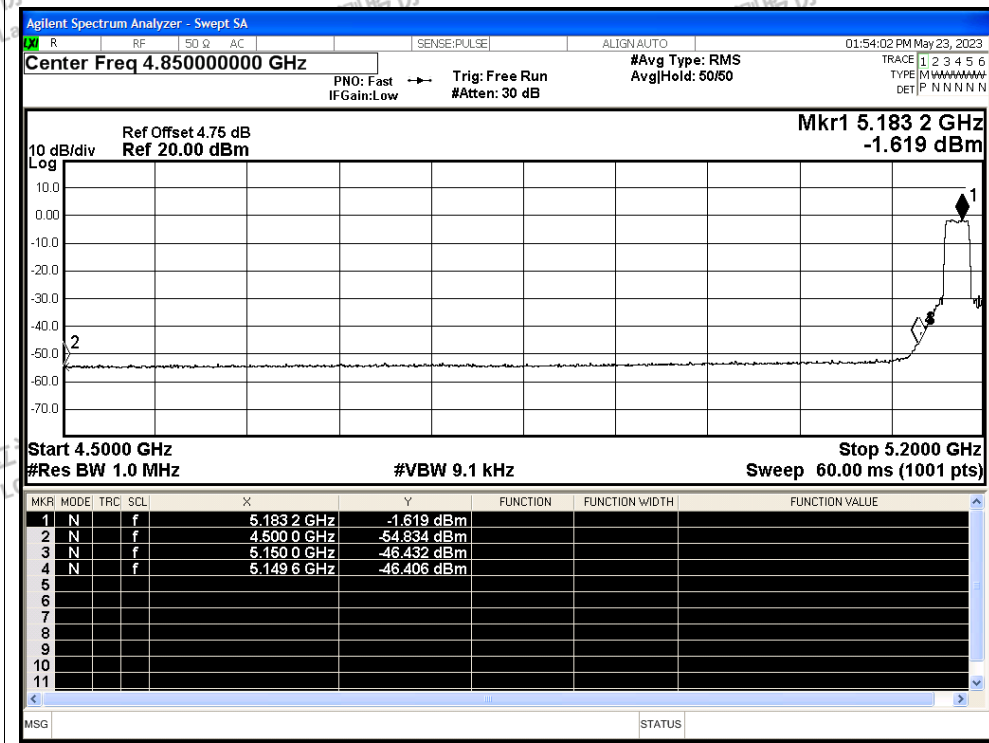 Agilent Spectrum Analyzer - Swept SA
LXI R RF 50 Ω AC SENSE:PULSE ALIGN AUTO 01:54:02 PM May 23, 2023
Center Freq 4.850000000 GHz #Avg Type: RMS TRACE 1 2 3 4 5 6
PNO: Fast Trig: Free Run Avg|Hold: 50/50 TYPE M
IFGain:Low #Atten: 30 dB DET P N N N N N
Mkr1 5.183 2 GHz
Ref Offset 4.75 dB
10 dB/div Ref 20.00 dBm -1.619 dBm
Log
10.0
1
0.00
-10.0
-20.0
-30.0
-40.0
2
-50.0
-60.0
-70.0
Start 4.5000 GHz Stop 5.2000 GHz
#Res BW 1.0 MHz #VBW 9.1 kHz Sweep 60.00 ms (1001 pts)
MKR MODE TRC SCL X Y FUNCTION FUNCTION WIDTH FUNCTION VALUE
1 N f 5.183 2 GHz -1.619 dBm
2 N f 4.500 0 GHz -54.834 dBm
3 N f 5.150 0 GHz -46.432 dBm
4 N f 5.149 6 GHz -46.406 dBm
5
6
7
8
9
10
11
MSG STATUS